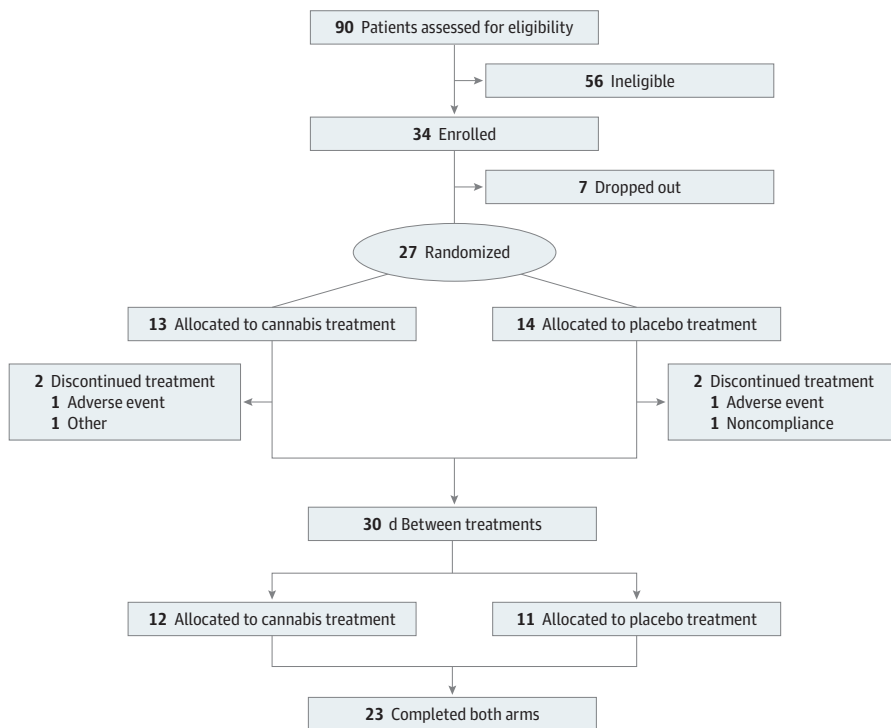 90 Patients assessed for eligibility
56 Ineligible
34 Enrolled
7 Dropped out
27 Randomized
13 Allocated to cannabis treatment
14 Allocated to placebo treatment
2 Discontinued treatment
1 Adverse event
1 Other
2 Discontinued treatment
1 Adverse event
1 Noncompliance
30 d Between treatments
12 Allocated to cannabis treatment
11 Allocated to placebo treatment
23 Completed both arms